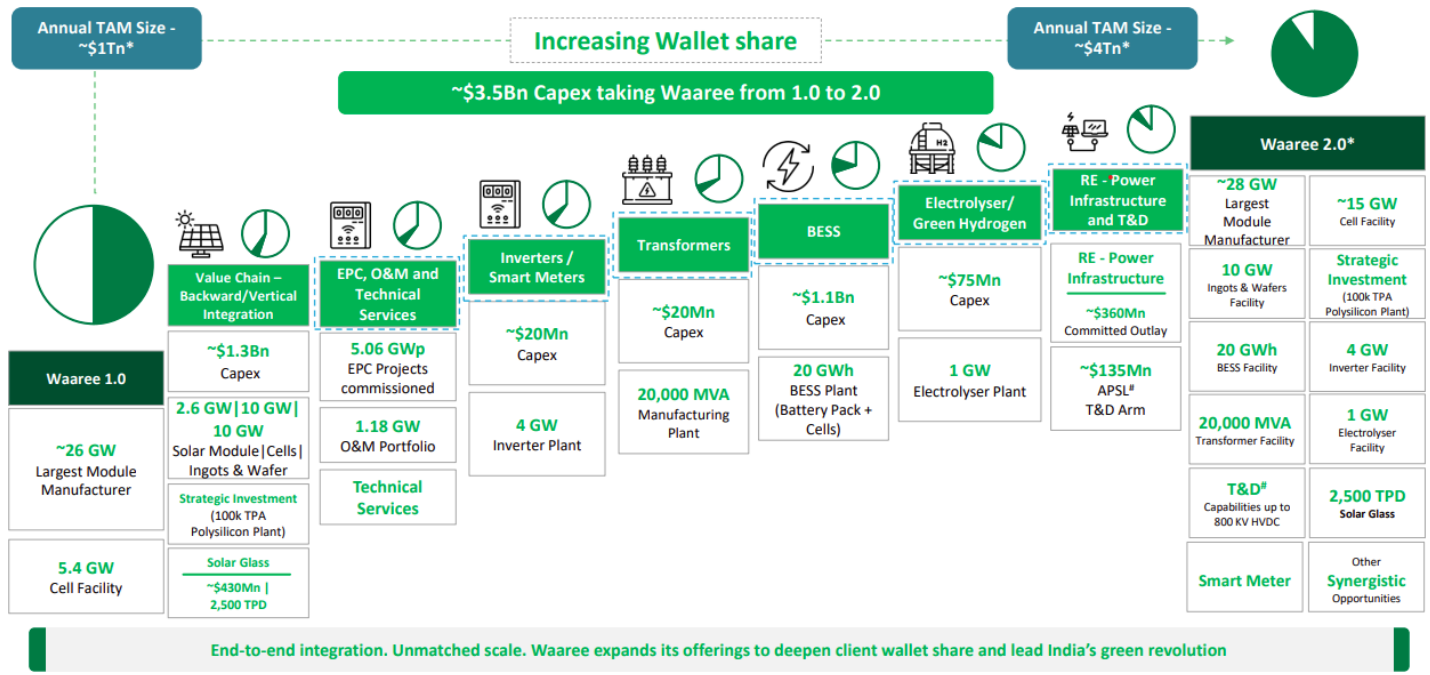 Annual TAM Size -
~$1Tn*
Increasing Wallet share
Annual TAM Size -
~$4Tn*
~$3.5Bn Capex taking Waaree from 1.0 to 2.0
Waaree 1.0
~26 GW
Largest Module
Manufacturer
5.4 GW
Cell Facility
Value Chain –
Backward/Vertical
Integration
~$1.3Bn
Capex
2.6 GW|10 GW|
10 GW
Solar Module|Cells|
Ingots & Wafer
Strategic Investment
(100k TPA
Polysilicon Plant)
Solar Glass
~$430Mn |
2,500 TPD
EPC, O&M and
Technical
Services
5.06 GWp
EPC Projects
commissioned
1.18 GW
O&M Portfolio
Technical
Services
Inverters /
Smart Meters
~$20Mn
Capex
4 GW
Inverter Plant
Transformers
~$20Mn
Capex
20,000 MVA
Manufacturing
Plant
BESS
~$1.1Bn
Capex
20 GWh
BESS Plant
(Battery Pack +
Cells)
H2
Electrolyser/
Green Hydrogen
~$75Mn
Capex
1 GW
Electrolyser Plant
RE - Power
Infrastructure
and T&D
RE - Power
Infrastructure
~$360Mn
Committed Outlay
~$135Mn
APSL#
T&D Arm
Waaree 2.0*
~28 GW
Largest
Module
Manufacturer
~15 GW
Cell Facility
10 GW
Ingots & Wafers
Facility
Strategic
Investment
(100k TPA
Polysilicon Plant)
20 GWh
BESS Facility
4 GW
Inverter Facility
20,000 MVA
Transformer Facility
1 GW
Electrolyser
Facility
T&D#
Capabilities up to
800 KV HVDC
2,500 TPD
Solar Glass
Smart Meter
Other
Synergistic
Opportunities
End-to-end integration. Unmatched scale. Waaree expands its offerings to deepen client wallet share and lead India's green revolution